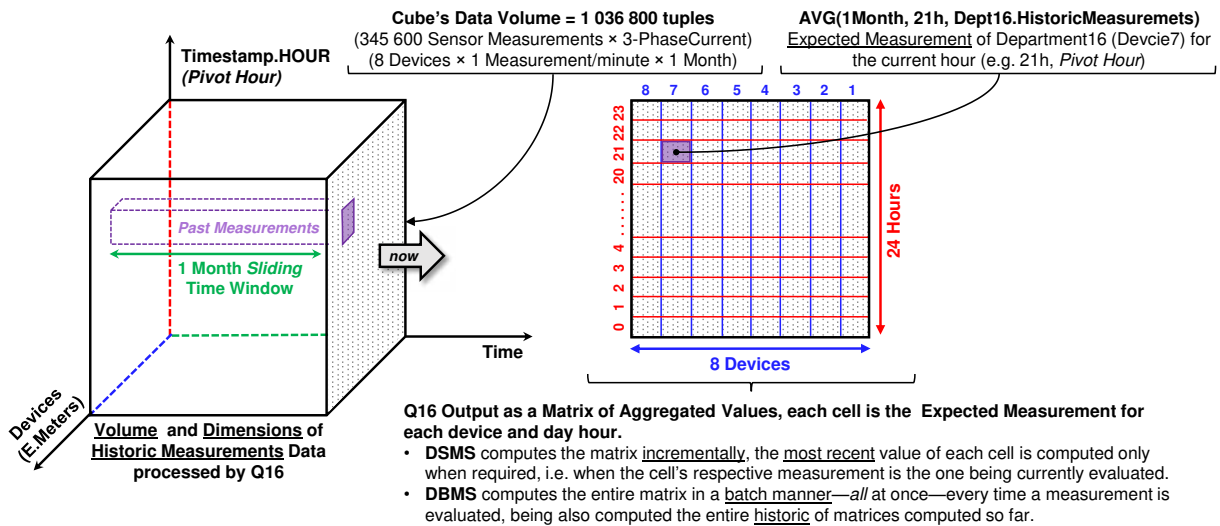 Cube's Data Volume = 1 036 800 tuples
(345 600 Sensor Measurements × 3-PhaseCurrent)
(8 Devices × 1 Measurement/minute × 1 Month)
AVG(1Month, 21h, Dept16.HistoricMeasuremets)
Expected Measurement of Department16 (Devcie7) for
the current hour (e.g. 21h, Pivot Hour)
Timestamp.HOUR
(Pivot Hour)
Past Measurements
1 Month Sliding
Time Window
now
Time
Devices
(E.Meters)
Volume and Dimensions of
Historic Measurements Data
processed by Q16
8 7 6 5 4 3 2 1
23
22
21
20
.......
4
3
2
1
0
24 Hours
8 Devices
Q16 Output as a Matrix of Aggregated Values, each cell is the Expected Measurement for
each device and day hour.
• DSMS computes the matrix incrementally, the most recent value of each cell is computed only
when required, i.e. when the cell's respective measurement is the one being currently evaluated.
• DBMS computes the entire matrix in a batch manner—all at once—every time a measurement is
evaluated, being also computed the entire historic of matrices computed so far.